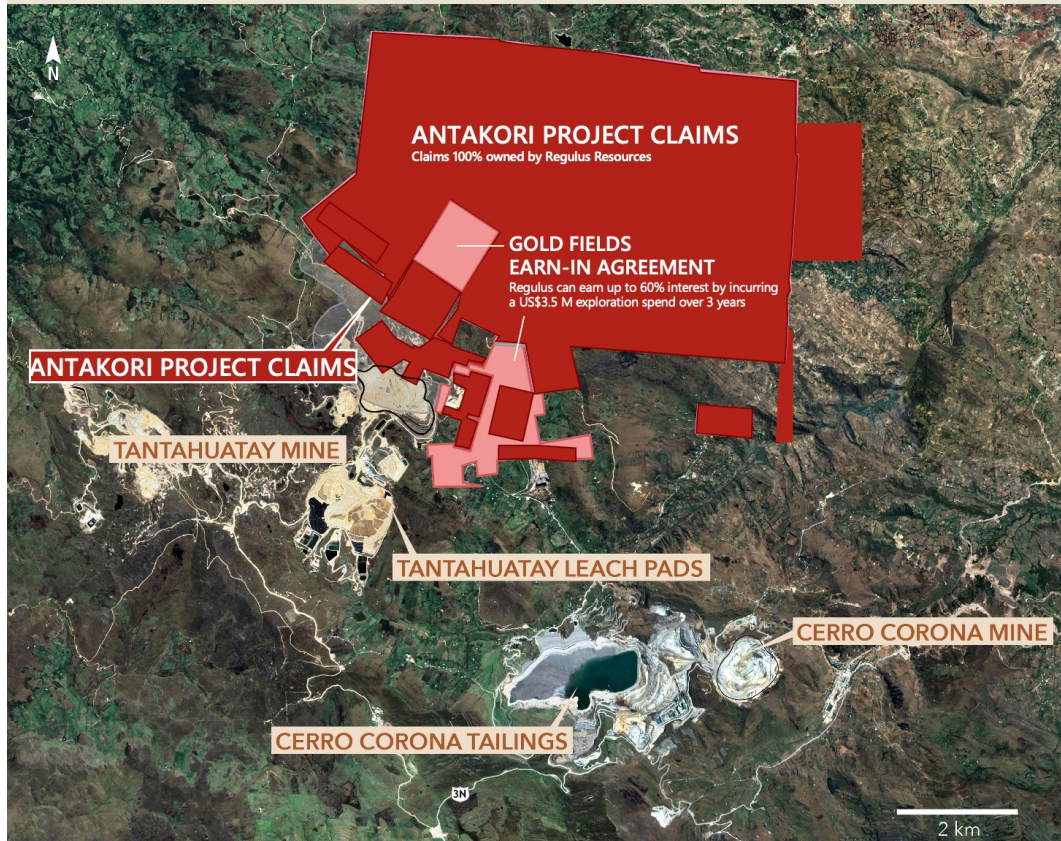 N
ANTAKORI PROJECT CLAIMS
Claims 100% owned by Regulus Resources
GOLD FIELDS
EARN-IN AGREEMENT
Regulus can earn up to 60% interest by incurring
a US$3.5 M exploration spend over 3 years
ANTAKORI PROJECT CLAIMS
TANTAHUATAY MINE
TANTAHUATAY LEACH PADS
CERRO CORONA MINE
CERRO CORONA TAILINGS
3N
2 km